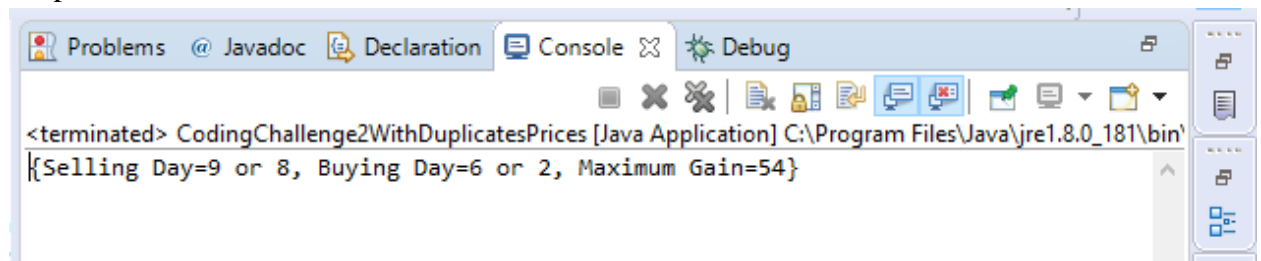 Problems @ Javadoc Declaration Console Debug
<terminated> CodingChallenge2WithDuplicatesPrices [Java Application] C:\Program Files\Java\jre1.8.0_181\bin\
{Selling Day=9 or 8, Buying Day=6 or 2, Maximum Gain=54}